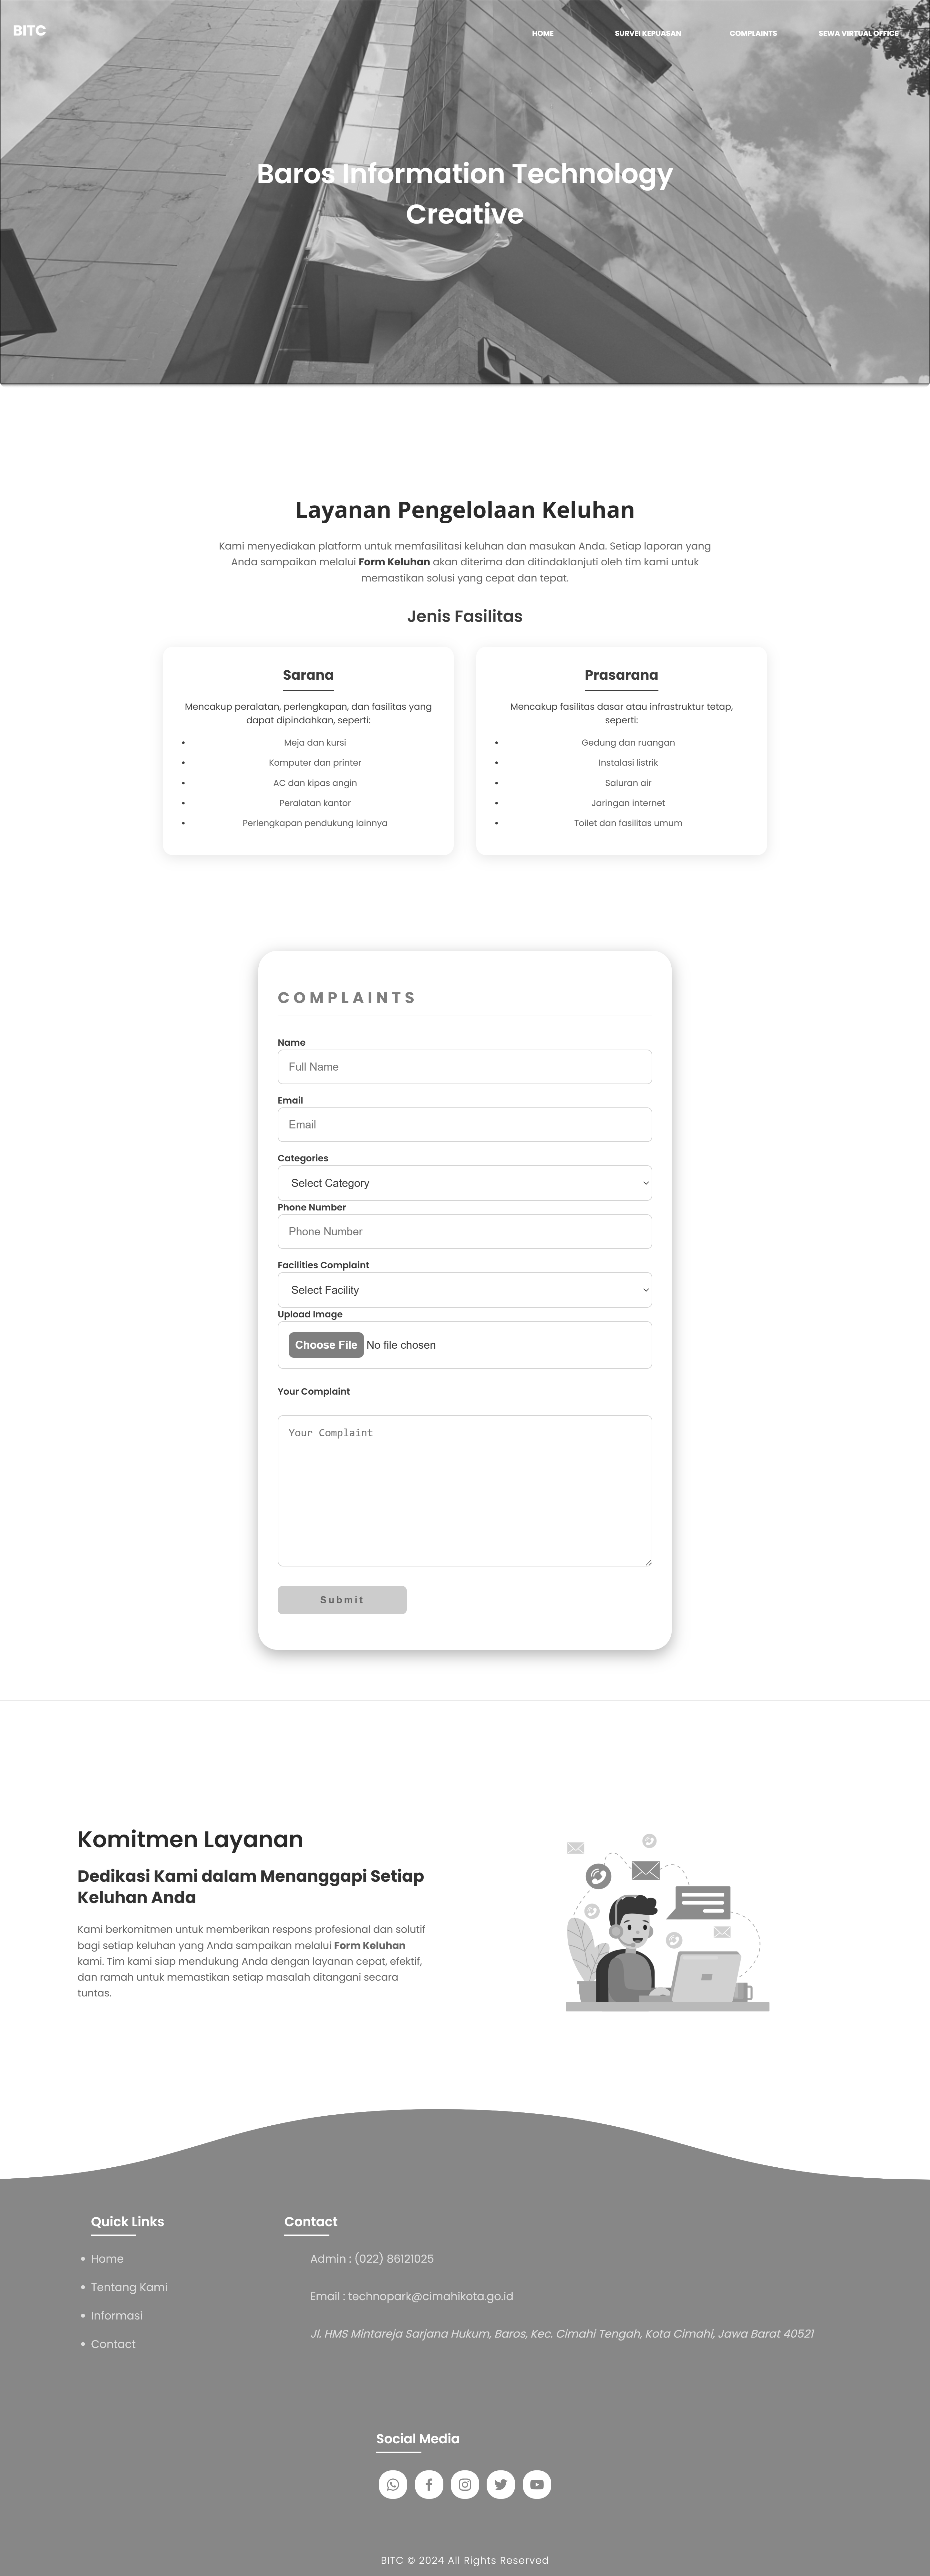 BITC
HOME
SURVEI KEPUASAN
COMPLAINTS
SEWA VIRTUAL OFFICE
Baros Information Technology
Creative
Layanan Pengelolaan Keluhan
Kami menyediakan platform untuk memfasilitasi keluhan dan masukan Anda. Setiap laporan yang
Anda sampaikan melalui Form Keluhan akan diterima dan ditindaklanjuti oleh tim kami untuk
memastikan solusi yang cepat dan tepat.
Jenis Fasilitas
Sarana
Mencakup peralatan, perlengkapan, dan fasilitas yang
dapat dipindahkan, seperti:
• Meja dan kursi
• Komputer dan printer
• AC dan kipas angin
• Peralatan kantor
• Perlengkapan pendukung lainnya
Prasarana
Mencakup fasilitas dasar atau infrastruktur tetap,
seperti:
• Gedung dan ruangan
• Instalasi listrik
• Saluran air
• Jaringan internet
• Toilet dan fasilitas umum
COMPLAINTS
Name
Full Name
Email
Email
Categories
Select Category
Phone Number
Phone Number
Facilities Complaint
Select Facility
Upload Image
Choose File No file chosen
Your Complaint
Your Complaint
Submit
Komitmen Layanan
Dedikasi Kami dalam Menanggapi Setiap
Keluhan Anda
Kami berkomitmen untuk memberikan respons profesional dan solutif
bagi setiap keluhan yang Anda sampaikan melalui Form Keluhan
kami. Tim kami siap mendukung Anda dengan layanan cepat, efektif,
dan ramah untuk memastikan setiap masalah ditangani secara
tuntas.
Quick Links
• Home
• Tentang Kami
• Informasi
• Contact
Contact
Admin : (022) 86121025
Email : technopark@cimahikota.go.id
Jl. HMS Mintareja Sarjana Hukum, Baros, Kec. Cimahi Tengah, Kota Cimahi, Jawa Barat 40521
Social Media
BITC © 2024 All Rights Reserved